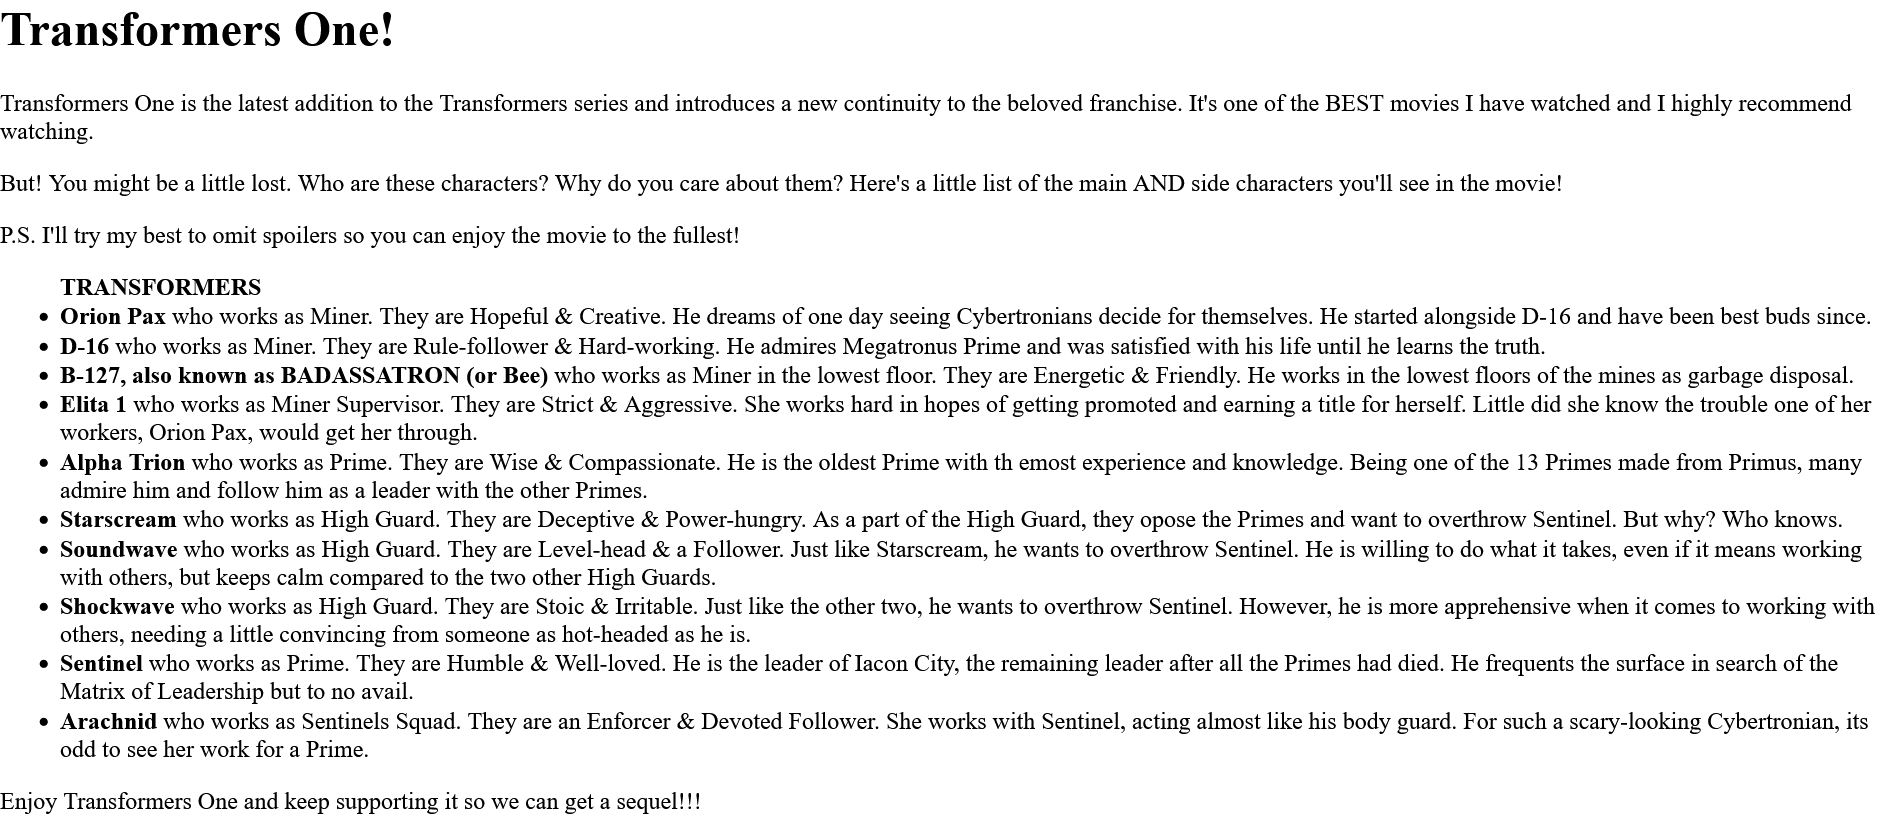 Transformers One!
Transformers One is the latest addition to the Transformers series and introduces a new continuity to the beloved franchise. It's one of the BEST movies I have watched and I highly recommend
watching.
But! You might be a little lost. Who are these characters? Why do you care about them? Here's a little list of the main AND side characters you'll see in the movie!
P.S. I'll try my best to omit spoilers so you can enjoy the movie to the fullest!
TRANSFORMERS
• Orion Pax who works as Miner. They are Hopeful & Creative. He dreams of one day seeing Cybertronians decide for themselves. He started alongside D-16 and have been best buds since.
• D-16 who works as Miner. They are Rule-follower & Hard-working. He admires Megatronus Prime and was satisfied with his life until he learns the truth.
• B-127, also known as BADASSATRON (or Bee) who works as Miner in the lowest floor. They are Energetic & Friendly. He works in the lowest floors of the mines as garbage disposal.
• Elita 1 who works as Miner Supervisor. They are Strict & Aggressive. She works hard in hopes of getting promoted and earning a title for herself. Little did she know the trouble one of her
workers, Orion Pax, would get her through.
• Alpha Trion who works as Prime. They are Wise & Compassionate. He is the oldest Prime with th emost experience and knowledge. Being one of the 13 Primes made from Primus, many
admire him and follow him as a leader with the other Primes.
• Starscream who works as High Guard. They are Deceptive & Power-hungry. As a part of the High Guard, they opose the Primes and want to overthrow Sentinel. But why? Who knows.
• Soundwave who works as High Guard. They are Level-head & a Follower. Just like Starscream, he wants to overthrow Sentinel. He is willing to do what it takes, even if it means working
with others, but keeps calm compared to the two other High Guards.
• Shockwave who works as High Guard. They are Stoic & Irritable. Just like the other two, he wants to overthrow Sentinel. However, he is more apprehensive when it comes to working with
others, needing a little convincing from someone as hot-headed as he is.
• Sentinel who works as Prime. They are Humble & Well-loved. He is the leader of Iacon City, the remaining leader after all the Primes had died. He frequents the surface in search of the
Matrix of Leadership but to no avail.
• Arachnid who works as Sentinels Squad. They are an Enforcer & Devoted Follower. She works with Sentinel, acting almost like his body guard. For such a scary-looking Cybertronian, its
odd to see her work for a Prime.
Enjoy Transformers One and keep supporting it so we can get a sequel!!!